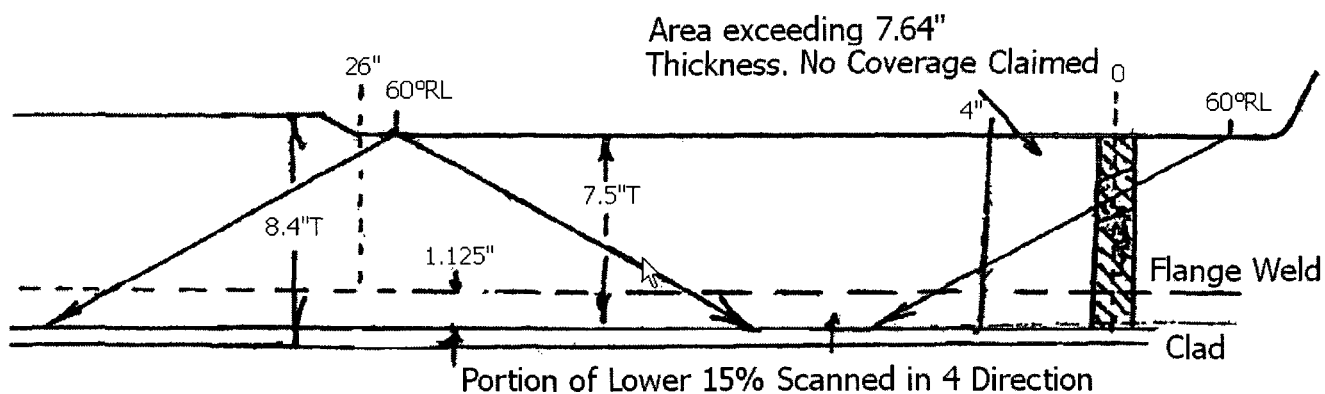 Area exceeding 7.64"
Thickness. No Coverage Claimed
26"
60ºRL
4"
0
60ºRL
7.5"T
8.4"T
1.125"
Flange Weld
Clad
Portion of Lower 15% Scanned in 4 Direction